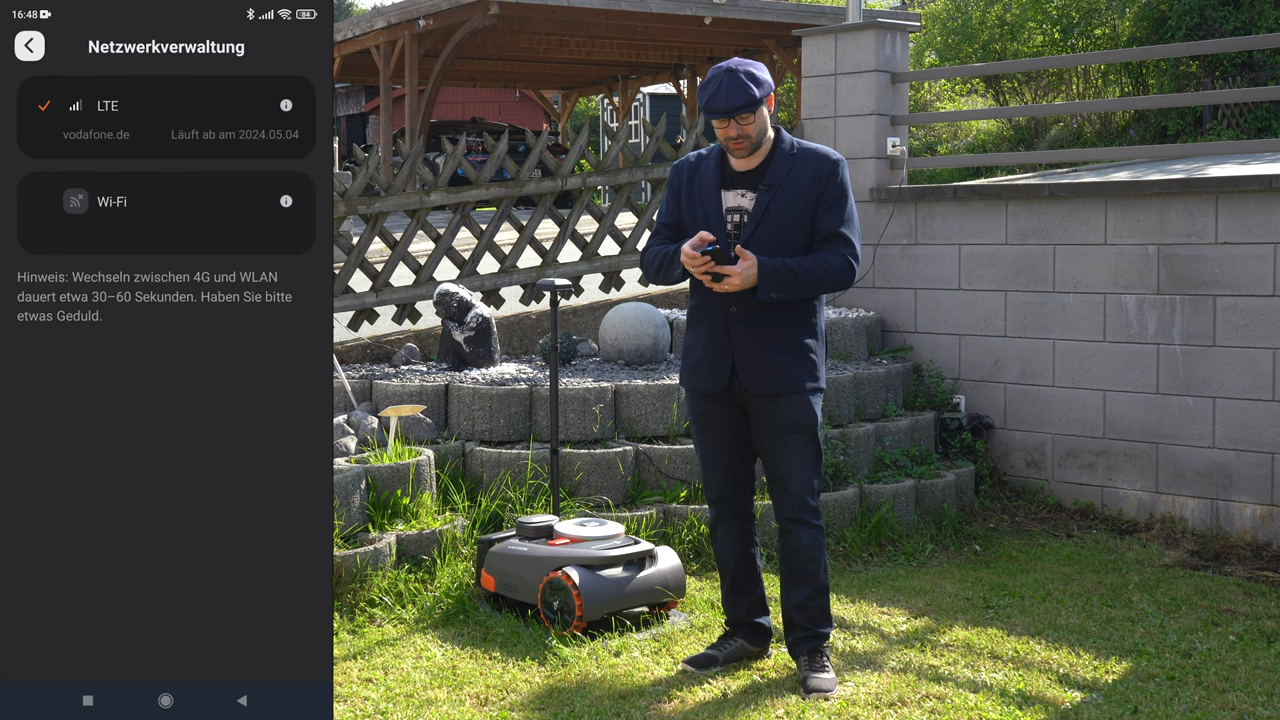 16:48
84
Netzwerkverwaltung
LTE
vodafone.de
Läuft ab am 2024.05.04
Wi-Fi
Hinweis: Wechseln zwischen 4G und WLAN
dauert etwa 30–60 Sekunden. Haben Sie bitte
etwas Geduld.